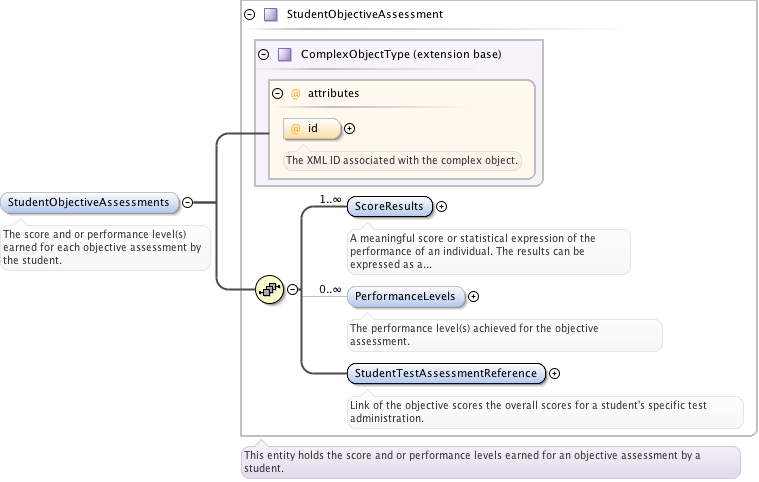 StudentObjectiveAssessment
ComplexObjectType (extension base)
@ attributes
@ id
The XML ID associated with the complex object.
StudentObjectiveAssessments
The score and or performance level(s)
earned for each objective assessment by
the student.
1..∞
ScoreResults
A meaningful score or statistical expression of the
performance of an individual. The results can be
expressed as a...
0..∞
PerformanceLevels
The performance level(s) achieved for the objective
assessment.
StudentTestAssessmentReference
Link of the objective scores the overall scores for a student's specific test
administration.
This entity holds the score and or performance levels earned for an objective assessment by a
student.